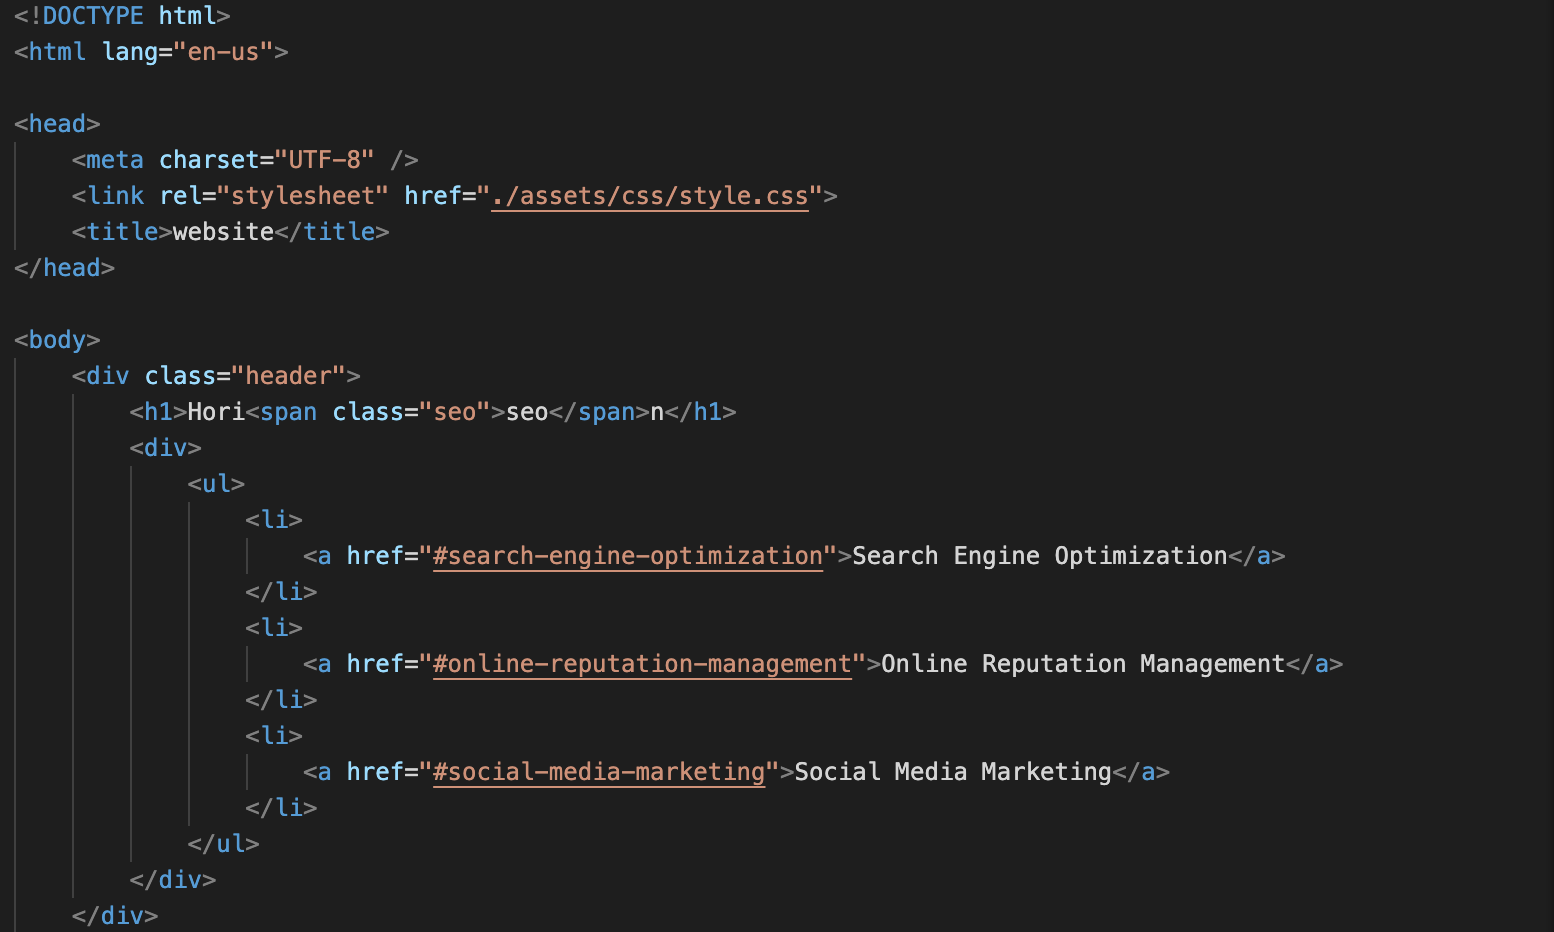 <!DOCTYPE html>
<html lang="en-us">

<head>
    <meta charset="UTF-8" />
    <link rel="stylesheet" href="./assets/css/style.css">
    <title>website</title>
</head>

<body>
    <div class="header">
        <h1>Hori<span class="seo">seo</span>n</h1>
        <div>
            <ul>
                <li>
                    <a href="#search-engine-optimization">Search Engine Optimization</a>
                </li>
                <li>
                    <a href="#online-reputation-management">Online Reputation Management</a>
                </li>
                <li>
                    <a href="#social-media-marketing">Social Media Marketing</a>
                </li>
            </ul>
        </div>
    </div>